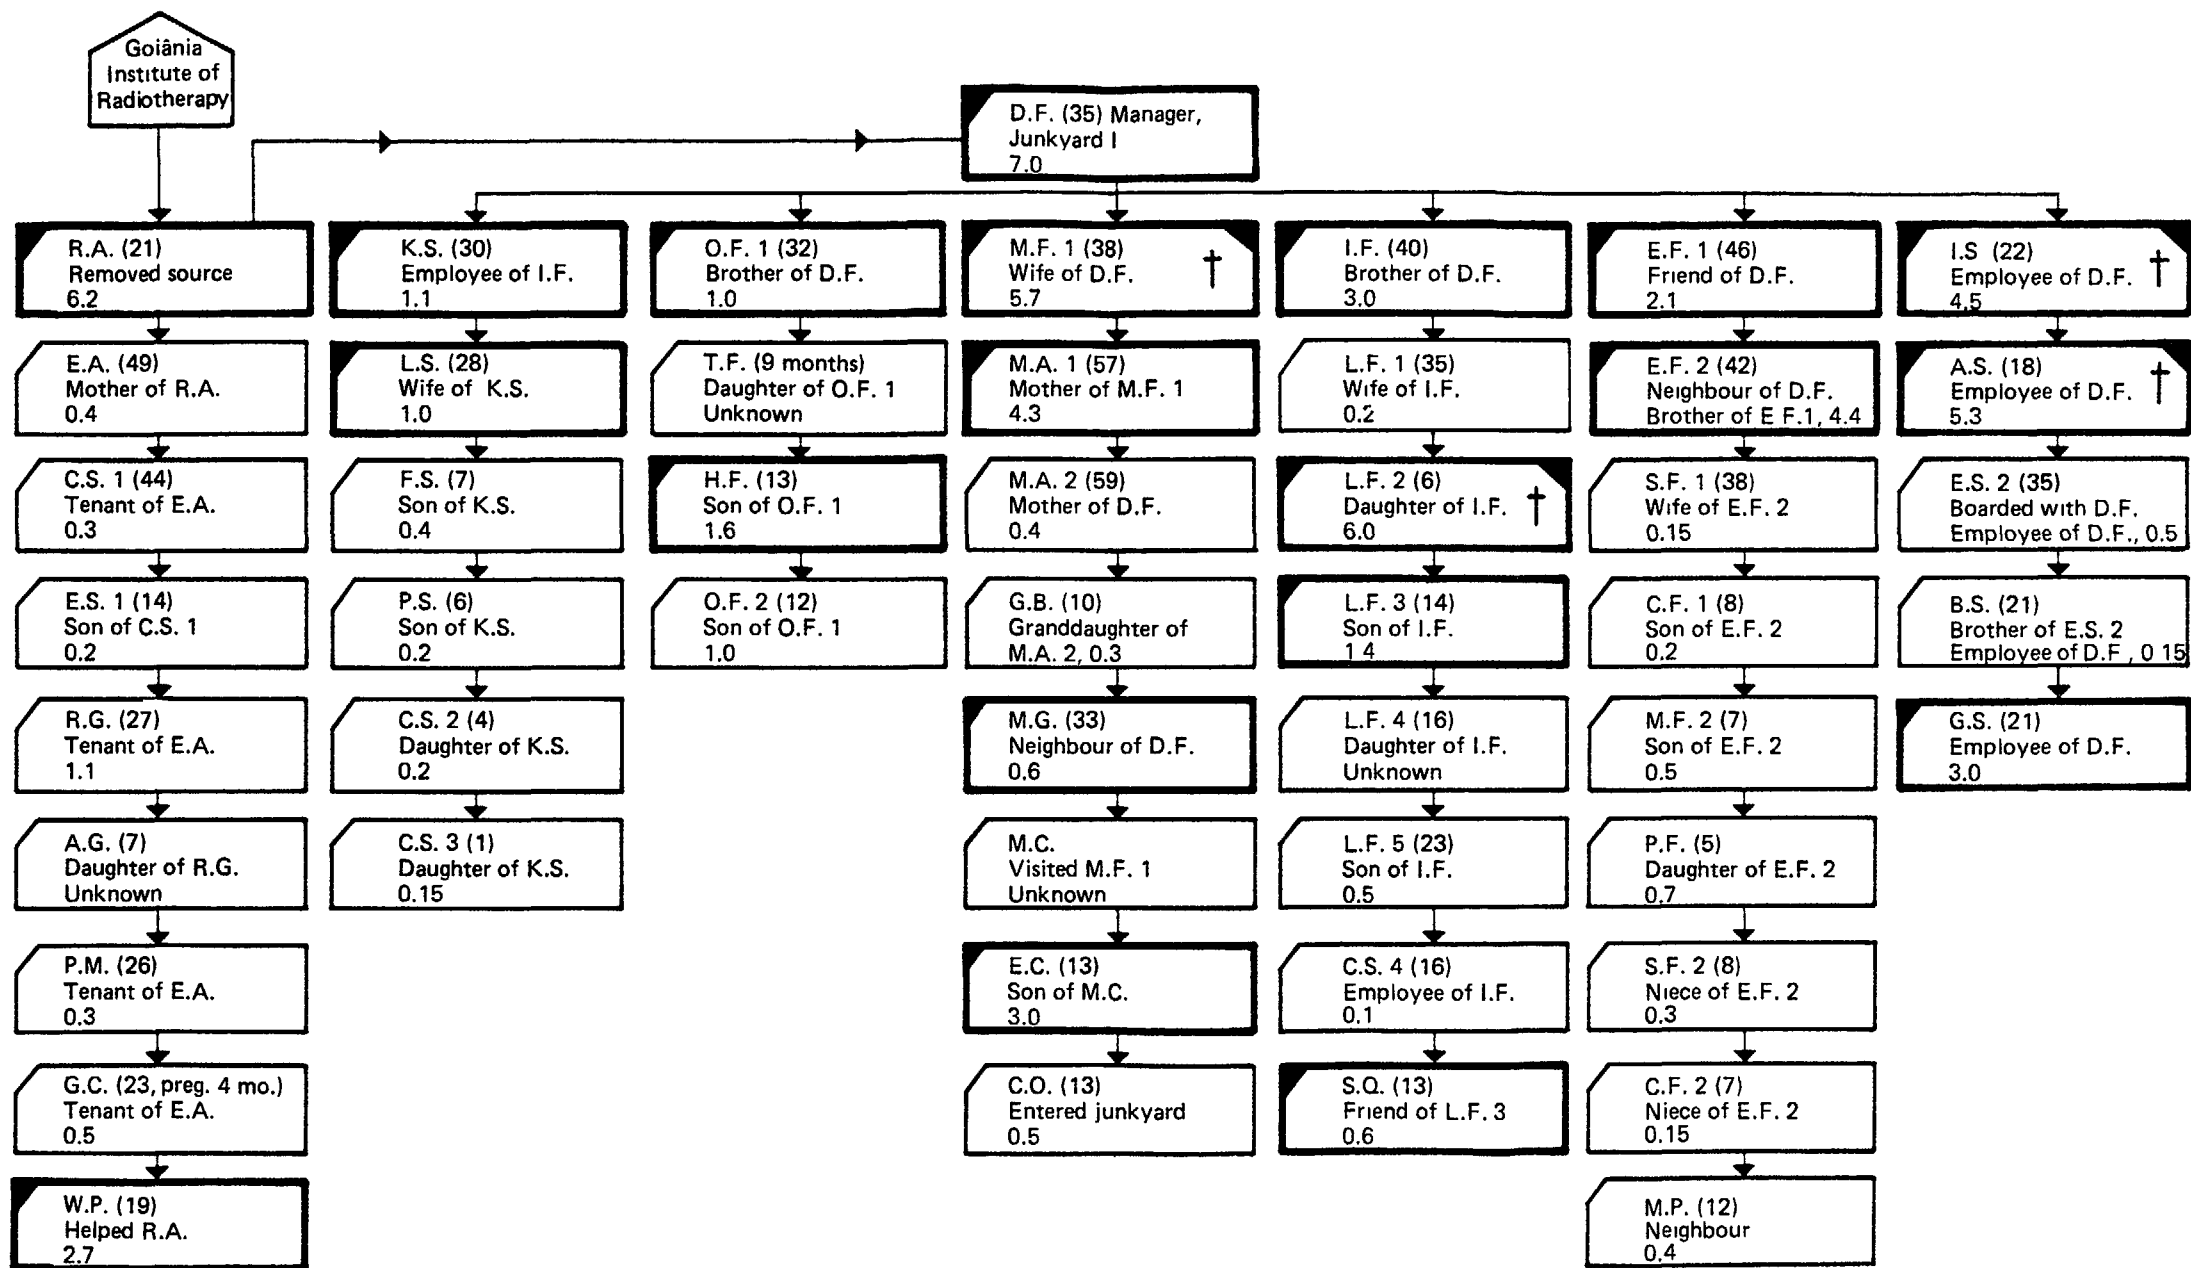 Goiânia
Institute of
Radiotherapy
D.F. (35) Manager,
Junkyard I
7.0
R.A. (21)
Removed source
6.2
E.A. (49)
Mother of R.A.
0.4
C.S. 1 (44)
Tenant of E.A.
0.3
E.S. 1 (14)
Son of C.S. 1
0.2
R.G. (27)
Tenant of E.A.
1.1
A.G. (7)
Daughter of R.G.
Unknown
P.M. (26)
Tenant of E.A.
0.3
G.C. (23, preg. 4 mo.)
Tenant of E.A.
0.5
W.P. (19)
Helped R.A.
2.7
K.S. (30)
Employee of I.F.
1.1
L.S. (28)
Wife of K.S.
1.0
F.S. (7)
Son of K.S.
0.4
P.S. (6)
Son of K.S.
0.2
C.S. 2 (4)
Daughter of K.S.
0.2
C.S. 3 (1)
Daughter of K.S.
0.15
O.F. 1 (32)
Brother of D.F.
1.0
T.F. (9 months)
Daughter of O.F. 1
Unknown
H.F. (13)
Son of O.F. 1
1.6
O.F. 2 (12)
Son of O.F. 1
1.0
M.F. 1 (38)
Wife of D.F. †
5.7
M.A. 1 (57)
Mother of M.F. 1
4.3
M.A. 2 (59)
Mother of D.F.
0.4
G.B. (10)
Granddaughter of
M.A. 2, 0.3
M.G. (33)
Neighbour of D.F.
0.6
M.C.
Visited M.F. 1
Unknown
E.C. (13)
Son of M.C.
3.0
C.O. (13)
Entered junkyard
0.5
I.F. (40)
Brother of D.F.
3.0
L.F. 1 (35)
Wife of I.F.
0.2
L.F. 2 (6)
Daughter of I.F. †
6.0
L.F. 3 (14)
Son of I.F.
1 4
L.F. 4 (16)
Daughter of I.F.
Unknown
L.F. 5 (23)
Son of I.F.
0.5
C.S. 4 (16)
Employee of I.F.
0.1
S.Q. (13)
Friend of L.F. 3
0.6
E.F. 1 (46)
Friend of D.F.
2.1
E.F. 2 (42)
Neighbour of D.F.
Brother of E F.1, 4.4
S.F. 1 (38)
Wife of E.F. 2
0.15
C.F. 1 (8)
Son of E.F. 2
0.2
M.F. 2 (7)
Son of E.F. 2
0.5
P.F. (5)
Daughter of E.F. 2
0.7
S.F. 2 (8)
Niece of E.F. 2
0.3
C.F. 2 (7)
Niece of E.F. 2
0.15
M.P. (12)
Neighbour
0.4
I.S (22)
Employee of D.F. †
4.5
A.S. (18)
Employee of D.F. †
5.3
E.S. 2 (35)
Boarded with D.F.
Employee of D.F., 0.5
B.S. (21)
Brother of E.S. 2
Employee of D.F , 0 15
G.S. (21)
Employee of D.F.
3.0